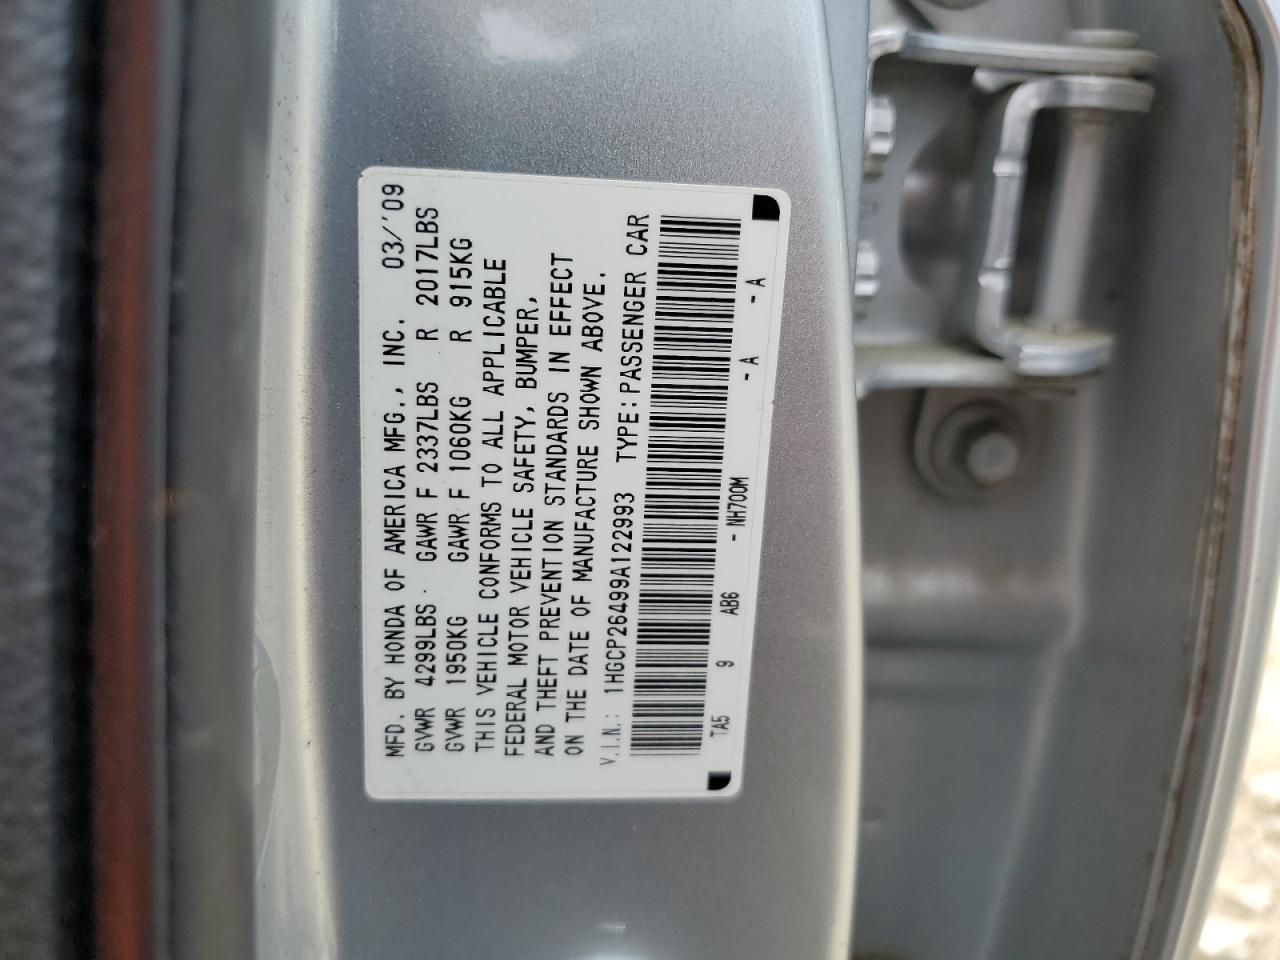 MFD. BY HONDA OF AMERICA MFG., INC. 03/'09
GVWR 4299LBS GAWR F 2337LBS R 2017LBS
GVWR 1950KG GAWR F 1060KG R 915KG
THIS VEHICLE CONFORMS TO ALL APPLICABLE
FEDERAL MOTOR VEHICLE SAFETY, BUMPER,
AND THEFT PREVENTION STANDARDS IN EFFECT
ON THE DATE OF MANUFACTURE SHOWN ABOVE.
V.I.N.: 1HGCP26499A122993 TYPE: PASSENGER CAR
TA5 9 AB6 - NH700M - A - A